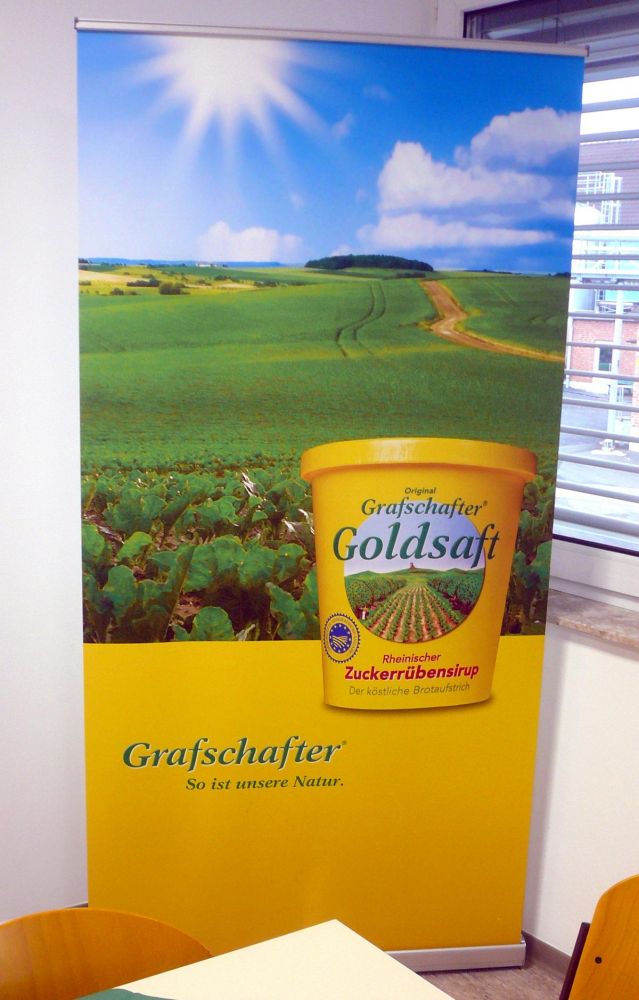 Original
Grafschafter®
Goldsaft
Rheinischer
Zuckerrübensirup
Der köstliche Brotaufstrich
Grafschafter®
So ist unsere Natur.